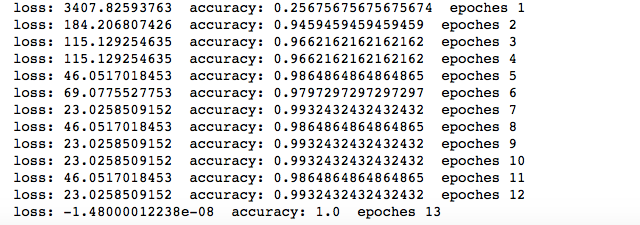 loss: 3407.82593763 accuracy: 0.25675675675675674 epoches 1
loss: 184.206807426 accuracy: 0.9459459459459459 epoches 2
loss: 115.129254635 accuracy: 0.9662162162162162 epoches 3
loss: 115.129254635 accuracy: 0.9662162162162162 epoches 4
loss: 46.0517018453 accuracy: 0.9864864864864865 epoches 5
loss: 69.0775527753 accuracy: 0.9797297297297297 epoches 6
loss: 23.0258509152 accuracy: 0.9932432432432432 epoches 7
loss: 46.0517018453 accuracy: 0.9864864864864865 epoches 8
loss: 23.0258509152 accuracy: 0.9932432432432432 epoches 9
loss: 23.0258509152 accuracy: 0.9932432432432432 epoches 10
loss: 46.0517018453 accuracy: 0.9864864864864865 epoches 11
loss: 23.0258509152 accuracy: 0.9932432432432432 epoches 12
loss: -1.48000012238e-08 accuracy: 1.0 epoches 13